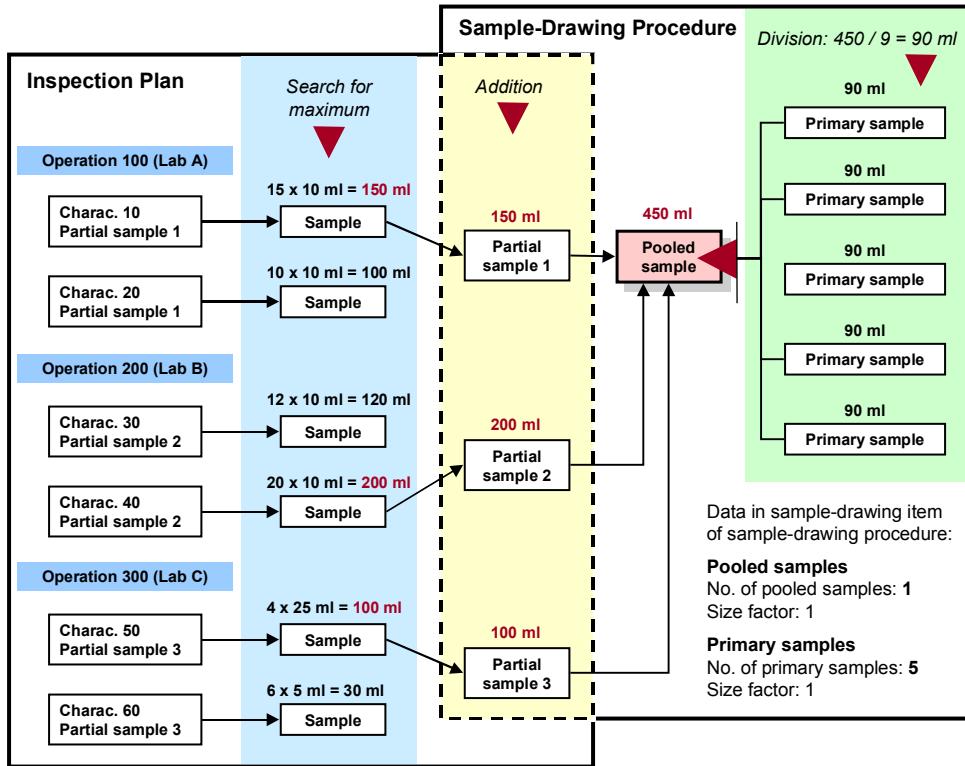 Sample-Drawing Procedure
Division: 450 / 9 = 90 ml
Inspection Plan
Search for
maximum
Addition
Operation 100 (Lab A)
Charac. 10
Partial sample 1
15 x 10 ml = 150 ml
Sample
Charac. 20
Partial sample 1
10 x 10 ml = 100 ml
Sample
150 ml
Partial
sample 1
450 ml
Pooled
sample
90 ml
Primary sample
90 ml
Primary sample
90 ml
Primary sample
90 ml
Primary sample
90 ml
Primary sample
Operation 200 (Lab B)
Charac. 30
Partial sample 2
12 x 10 ml = 120 ml
Sample
Charac. 40
Partial sample 2
20 x 10 ml = 200 ml
Sample
200 ml
Partial
sample 2
Operation 300 (Lab C)
Charac. 50
Partial sample 3
4 x 25 ml = 100 ml
Sample
Charac. 60
Partial sample 3
6 x 5 ml = 30 ml
Sample
100 ml
Partial
sample 3
Data in sample-drawing item
of sample-drawing procedure:
Pooled samples
No. of pooled samples: 1
Size factor: 1
Primary samples
No. of primary samples: 5
Size factor: 1